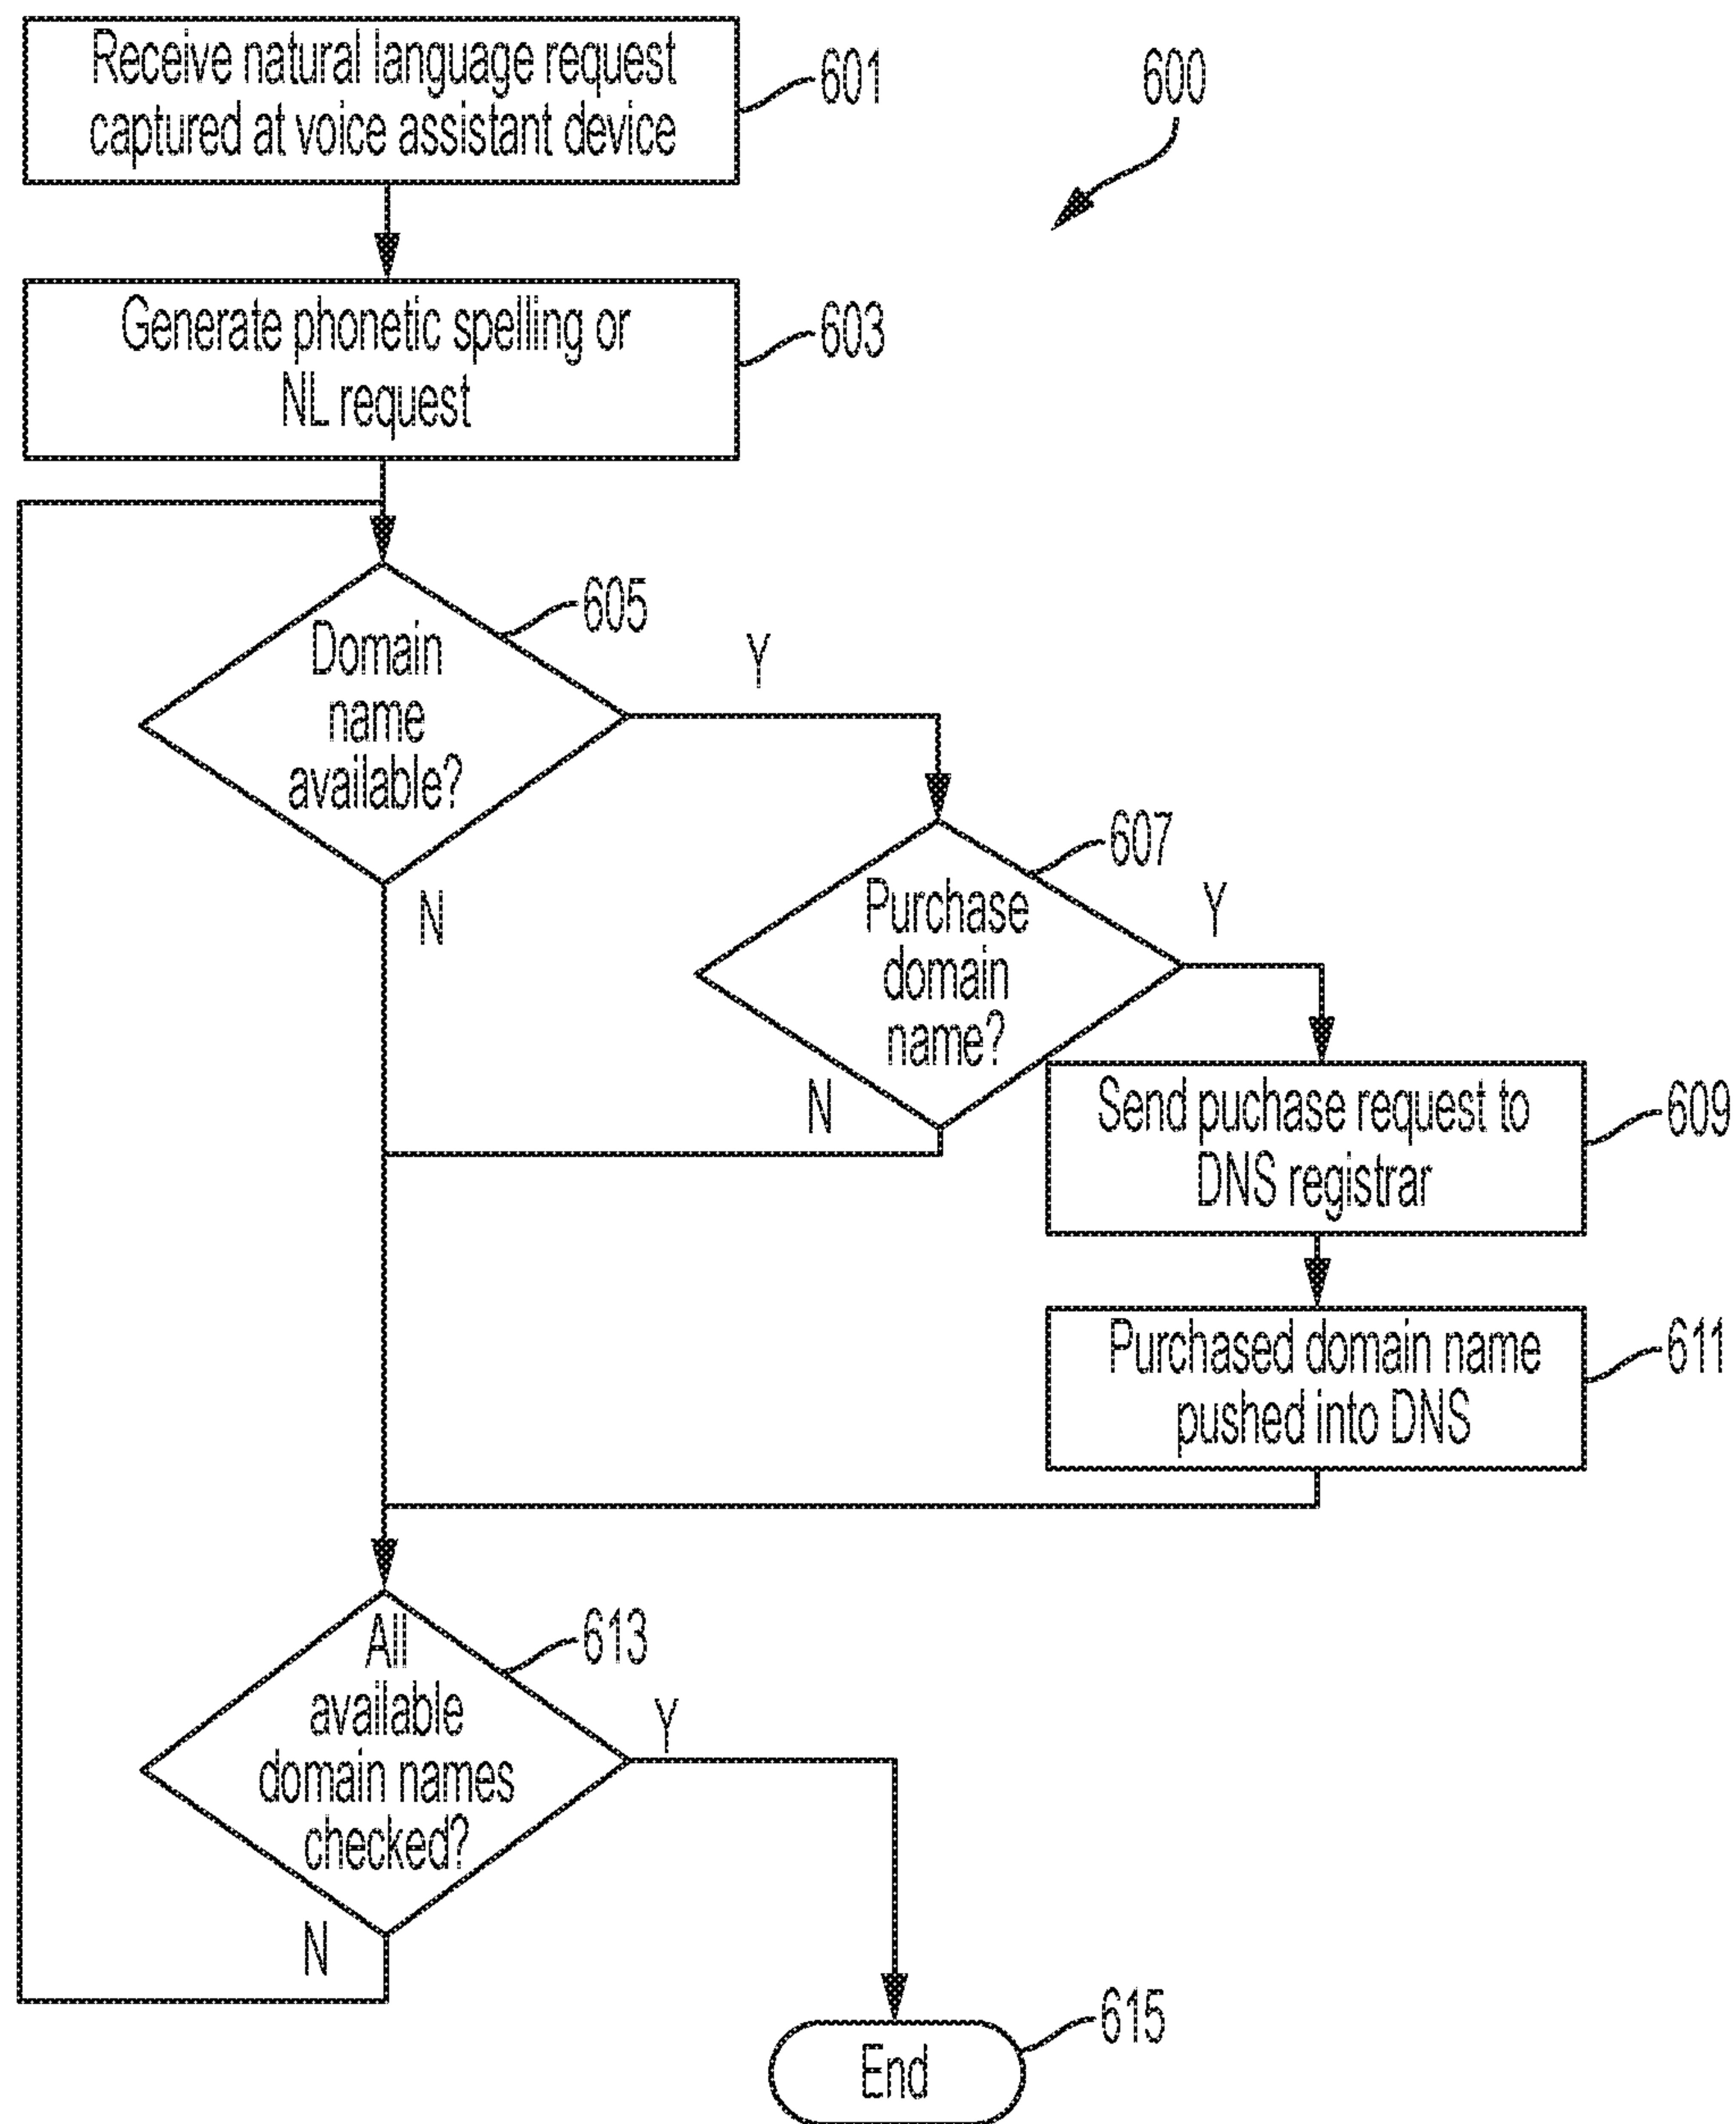 Receive natural language request
captured at voice assistant device
601
600
Generate phonetic spelling or
NL request
603
Domain
name
available?
605
Y
N
Purchase
domain
name?
607
Y
N
Send puchase request to
DNS registrar
609
Purchased domain name
pushed into DNS
611
All
available
domain names
checked?
613
Y
N
End
615